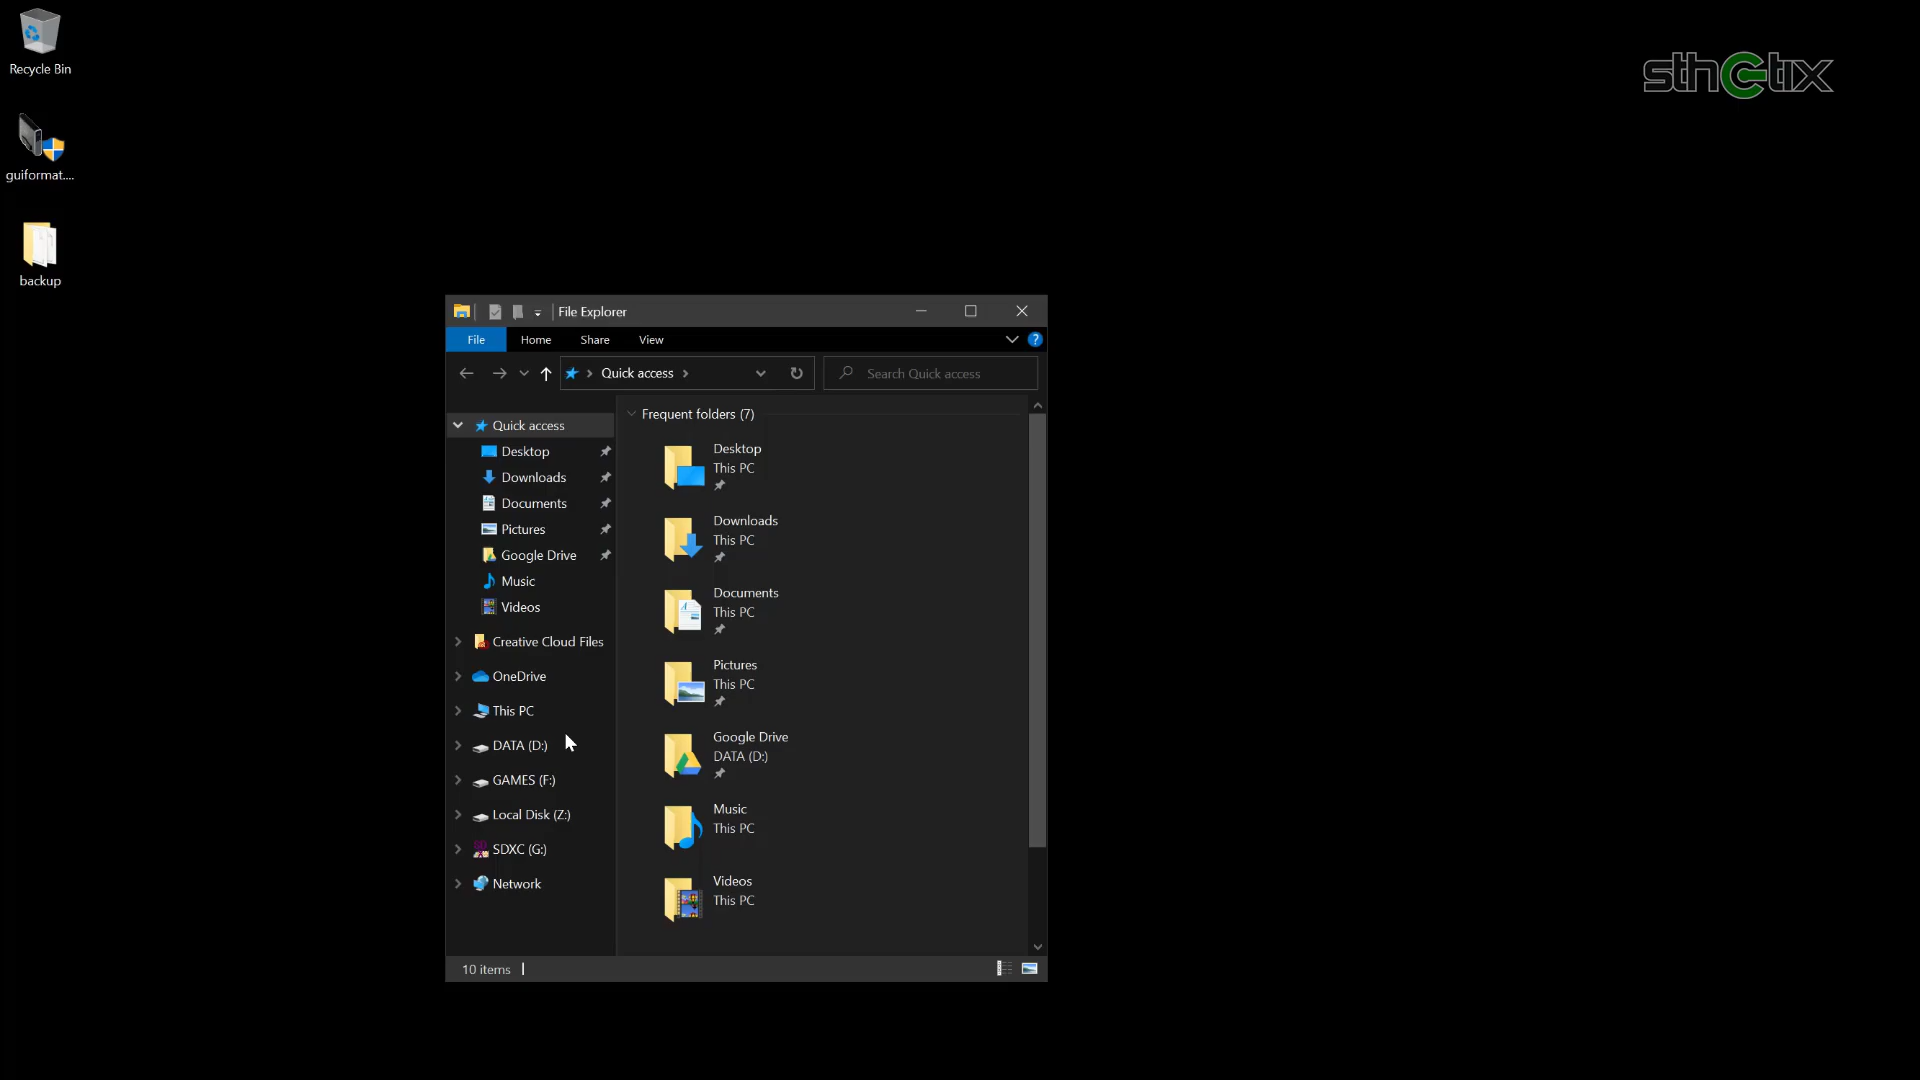 Recycle Bin
guiformat....
backup
sthetix
File Explorer
File
Home
Share
View
Quick access
Search Quick access
Quick access
Desktop
Downloads
Documents
Pictures
Google Drive
Music
Videos
Creative Cloud Files
OneDrive
This PC
DATA (D:)
GAMES (F:)
Local Disk (Z:)
SDXC (G:)
Network
Frequent folders (7)
Desktop
This PC
Downloads
This PC
Documents
This PC
Pictures
This PC
Google Drive
DATA (D:)
Music
This PC
Videos
This PC
10 items